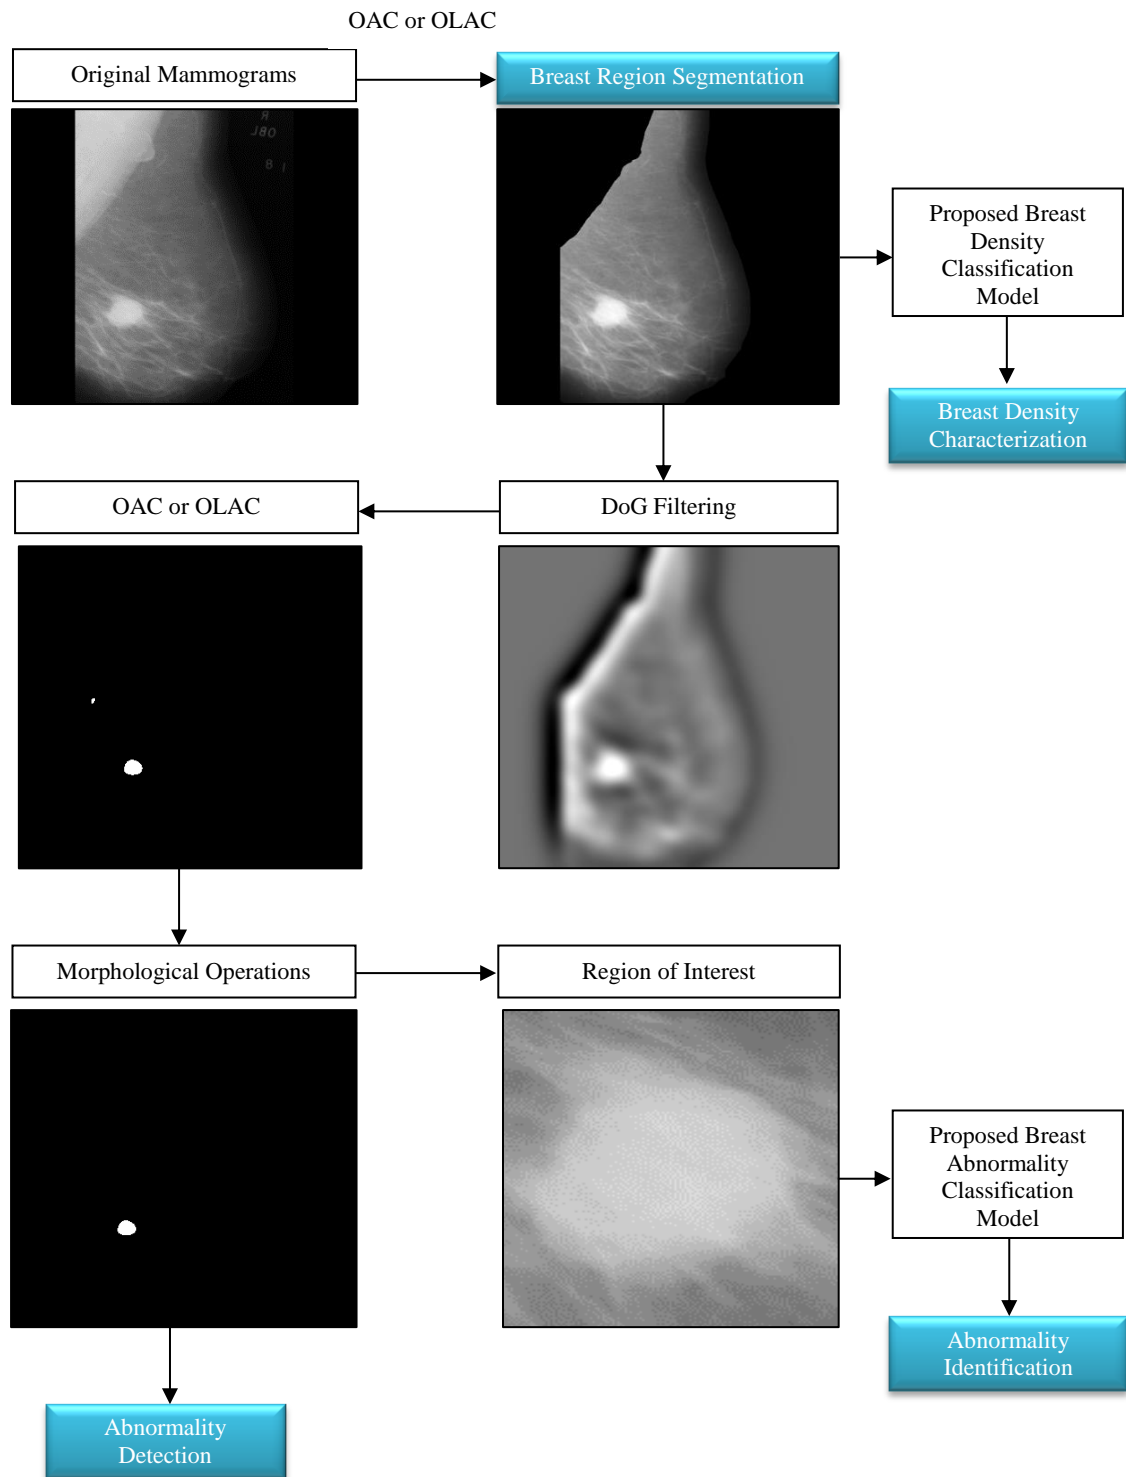 OAC or OLAC
Original Mammograms
Breast Region Segmentation
R
Proposed Breast
Density
Classification
Model
Breast Density
Characterization
OAC or OLAC
DoG Filtering
Morphological Operations
Region of Interest
Proposed Breast
Abnormality
Classification
Model
Abnormality
Identification
Abnormality
Detection